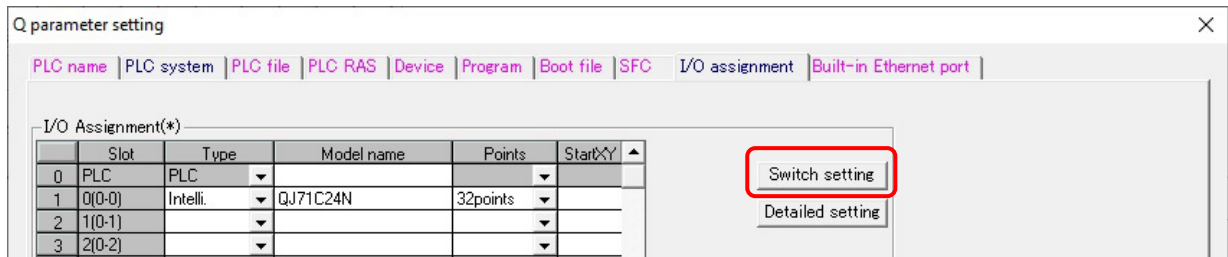 Q parameter setting
PLC name PLC system PLC file PLC RAS Device Program Boot file SFC I/O assignment Built-in Ethernet port
I/O Assignment(*)
Slot Type Model name Points StartXY
0 PLC PLC
1 0(0-0) Intelli. QJ71C24N 32points
2 1(0-1)
3 2(0-2)
Switch setting
Detailed setting